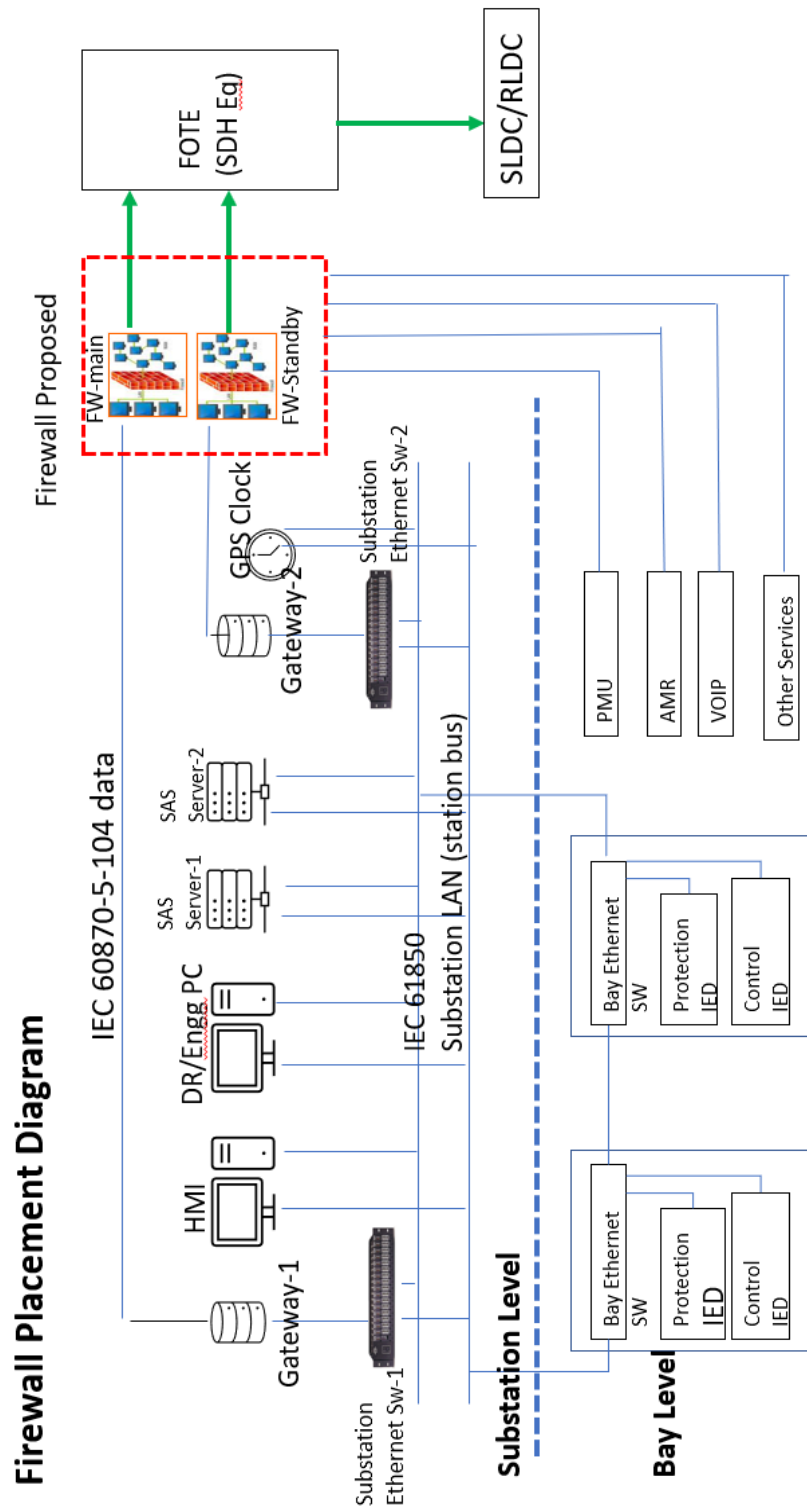 Firewall Placement Diagram
Firewall Proposed
IEC 60870-5-104 data
FW-main
FW-Standby
FOTE
(SDH Eq)
SLDC/RLDC
Gateway-1
HMI
DR/Engg PC
SAS
Server-1
SAS
Server-2
Gateway-2
GPS Clock
Substation
Ethernet Sw-1
Substation
Ethernet Sw-2
IEC 61850
Substation LAN (station bus)
Substation Level
Bay Level
Bay Ethernet
SW
Protection
IED
Control
IED
Bay Ethernet
SW
Protection
IED
Control
IED
PMU
AMR
VOIP
Other Services